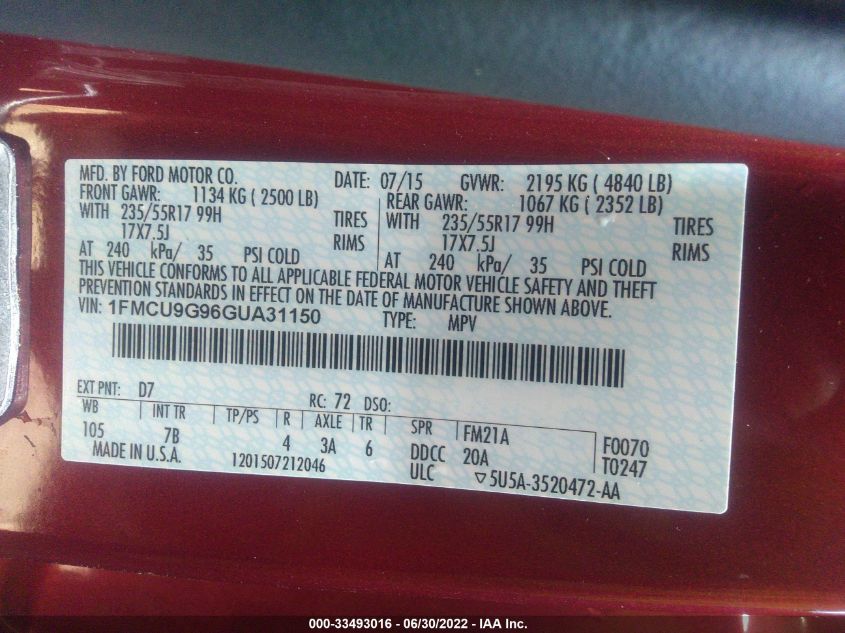 MFD. BY FORD MOTOR CO. DATE: 07/15 GVWR: 2195 KG ( 4840 LB)
FRONT GAWR: 1134 KG ( 2500 LB) REAR GAWR: 1067 KG ( 2352 LB)
WITH 235/55R17 99H TIRES WITH 235/55R17 99H TIRES
17X7.5J RIMS 17X7.5J RIMS
AT 240 kPa/ 35 PSI COLD AT 240 kPa/ 35 PSI COLD
THIS VEHICLE CONFORMS TO ALL APPLICABLE FEDERAL MOTOR VEHICLE SAFETY AND THEFT
PREVENTION STANDARDS IN EFFECT ON THE DATE OF MANUFACTURE SHOWN ABOVE.
VIN: 1FMCU9G96GUA31150 TYPE: MPV
EXT PNT: D7 RC: 72 DSO:
WB INT TR TP/PS R AXLE TR SPR FM21A F0070
105 7B 4 3A 6 DDCC 20A T0247
MADE IN U.S.A. 1201507212046 ULC ▽5U5A-3520472-AA
000-33493016 - 06/30/2022 - IAA Inc.